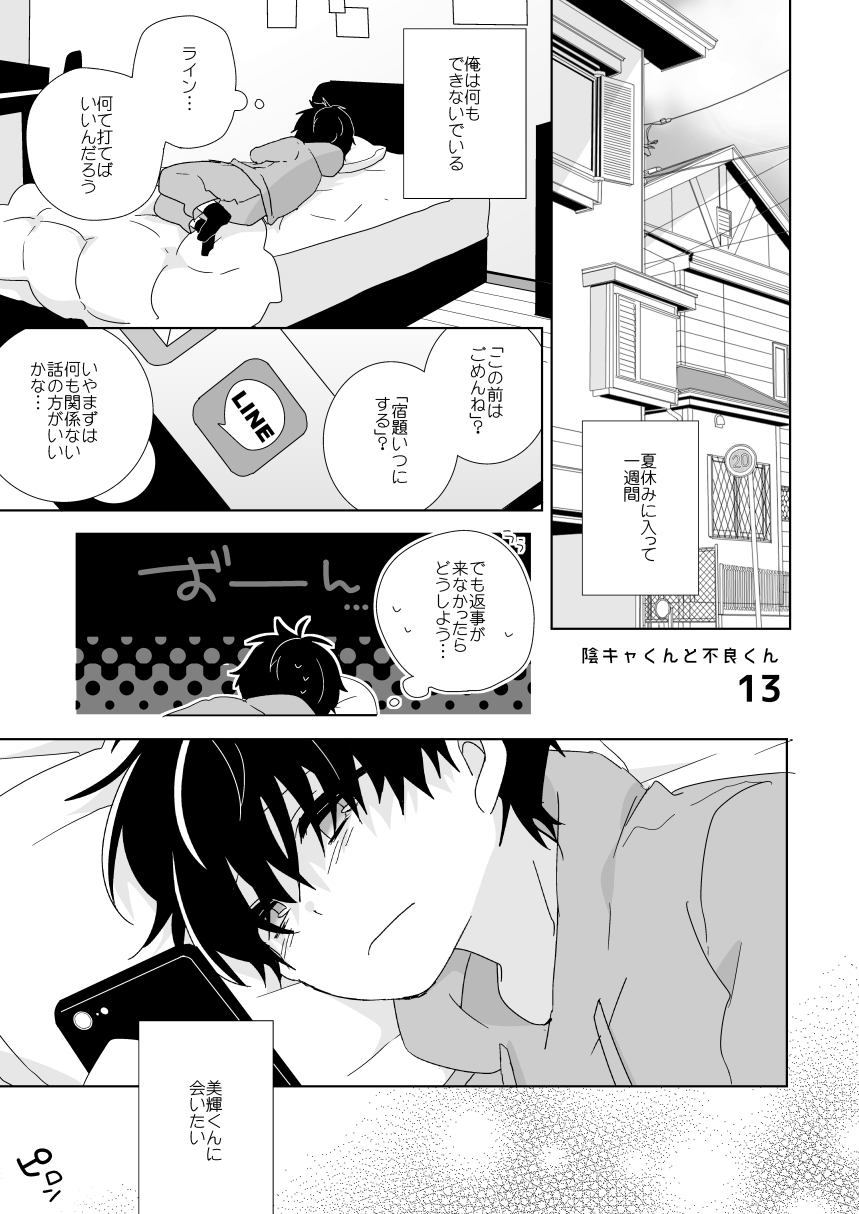 夏休みに入って
一週間
陰キャくんと不良くん
13
20
俺は何も
できないでいる
ライン…
何て打てば
いいんだろう
「この前は
ごめんね」?
「宿題いつに
する」?
LINE
いやまずは
何も関係ない
話の方がいい
かな…
でも返事が
来なかったら
どうしよう…
ずーん…
美輝くんに
会いたい